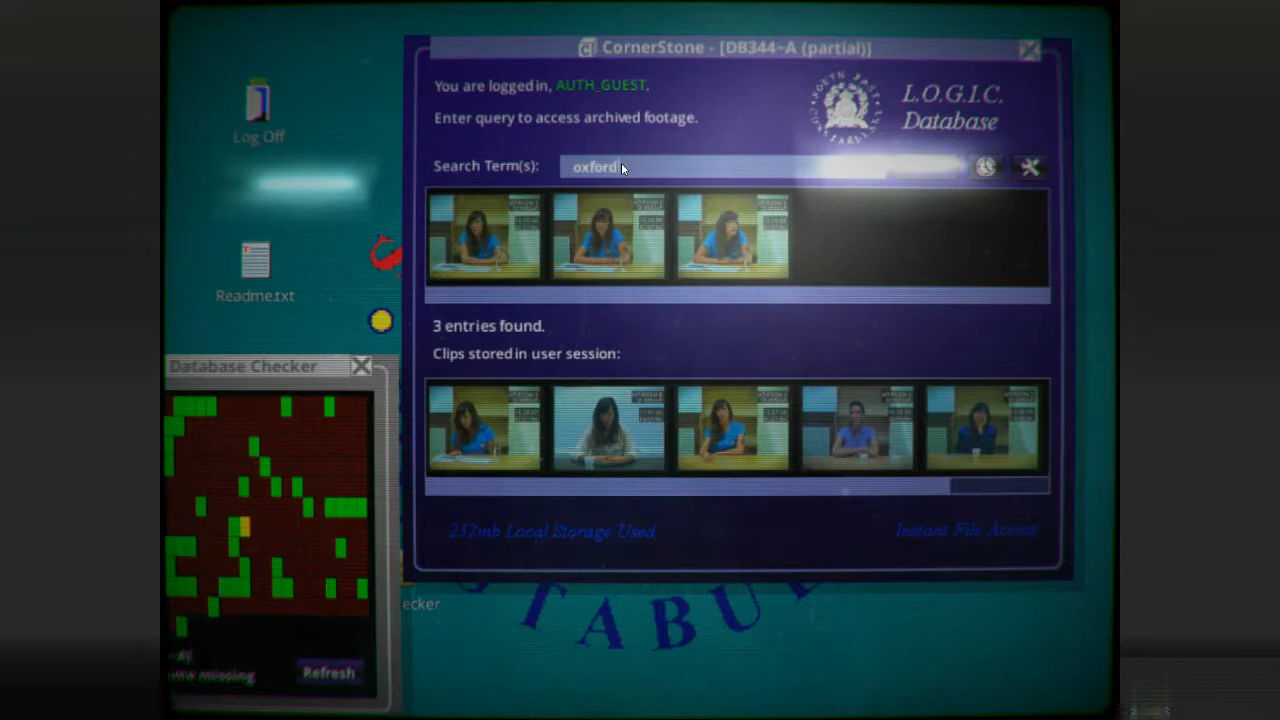 CornerStone - [DB344~A (partial)]
You are logged in, AUTH_GUEST.
Enter query to access archived footage.
L.O.G.I.C.
Database
Search Term(s):
oxford
3 entries found.
Clips stored in user session:
232mb Local Storage Used
Instant File Access
Log Off
Readme.txt
Database Checker
missing
Refresh
ecker
TABU